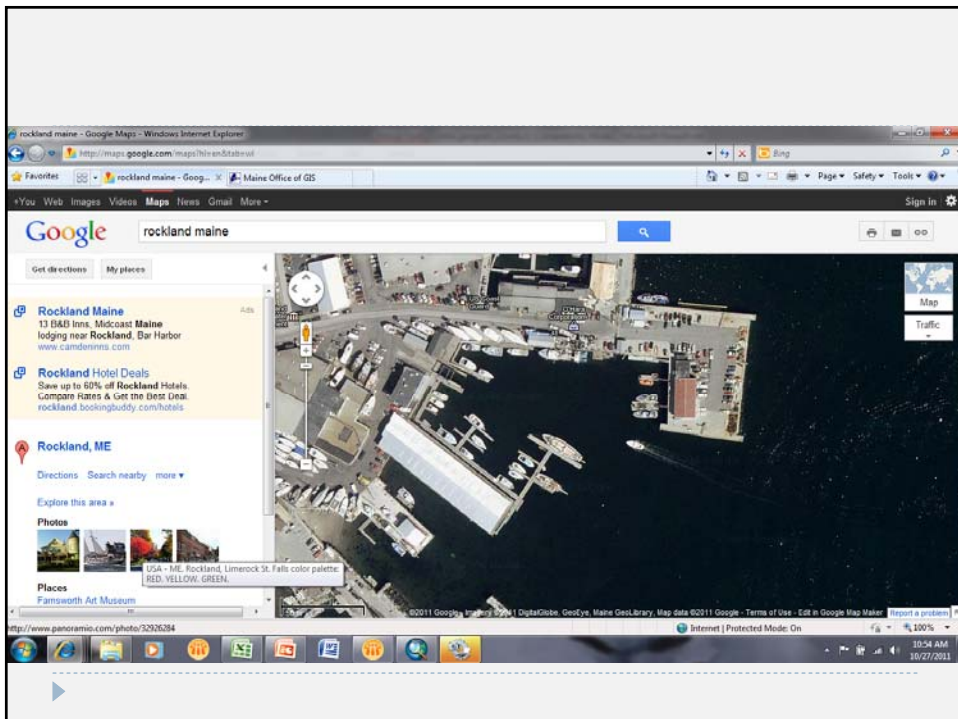 rockland maine - Google Maps - Windows Internet Explorer
http://maps.google.com/maps?hl=en&tab=wl
Bing
Favorites
rockland maine - Goog...
Maine Office of GIS
Page
Safety
Tools
+You Web Images Videos Maps News Gmail More
Sign in
Google
rockland maine
Get directions
My places
Map
Traffic
Rockland Maine
Ads
13 B&B Inns, Midcoast Maine
lodging near Rockland, Bar Harbor
www.camdeninns.com
Rockland Hotel Deals
Save up to 60% off Rockland Hotels.
Compare Rates & Get the Best Deal.
rockland.bookingbuddy.com/hotels
A
Rockland, ME
Directions Search nearby more
Explore this area »
Photos
USA - ME. Rockland, Limerock St. Falls color palette:
RED. YELLOW. GREEN.
Places
Farnsworth Art Museum
US Coast
Guard
O'Hara
Corporation
©2011 Google - Imagery ©2011 DigitalGlobe, GeoEye, Maine GeoLibrary, Map data ©2011 Google - Terms of Use - Edit in Google Map Maker
Report a problem
http://www.panoramio.com/photo/32926284
Internet | Protected Mode: On
100%
10:54 AM
10/27/2011